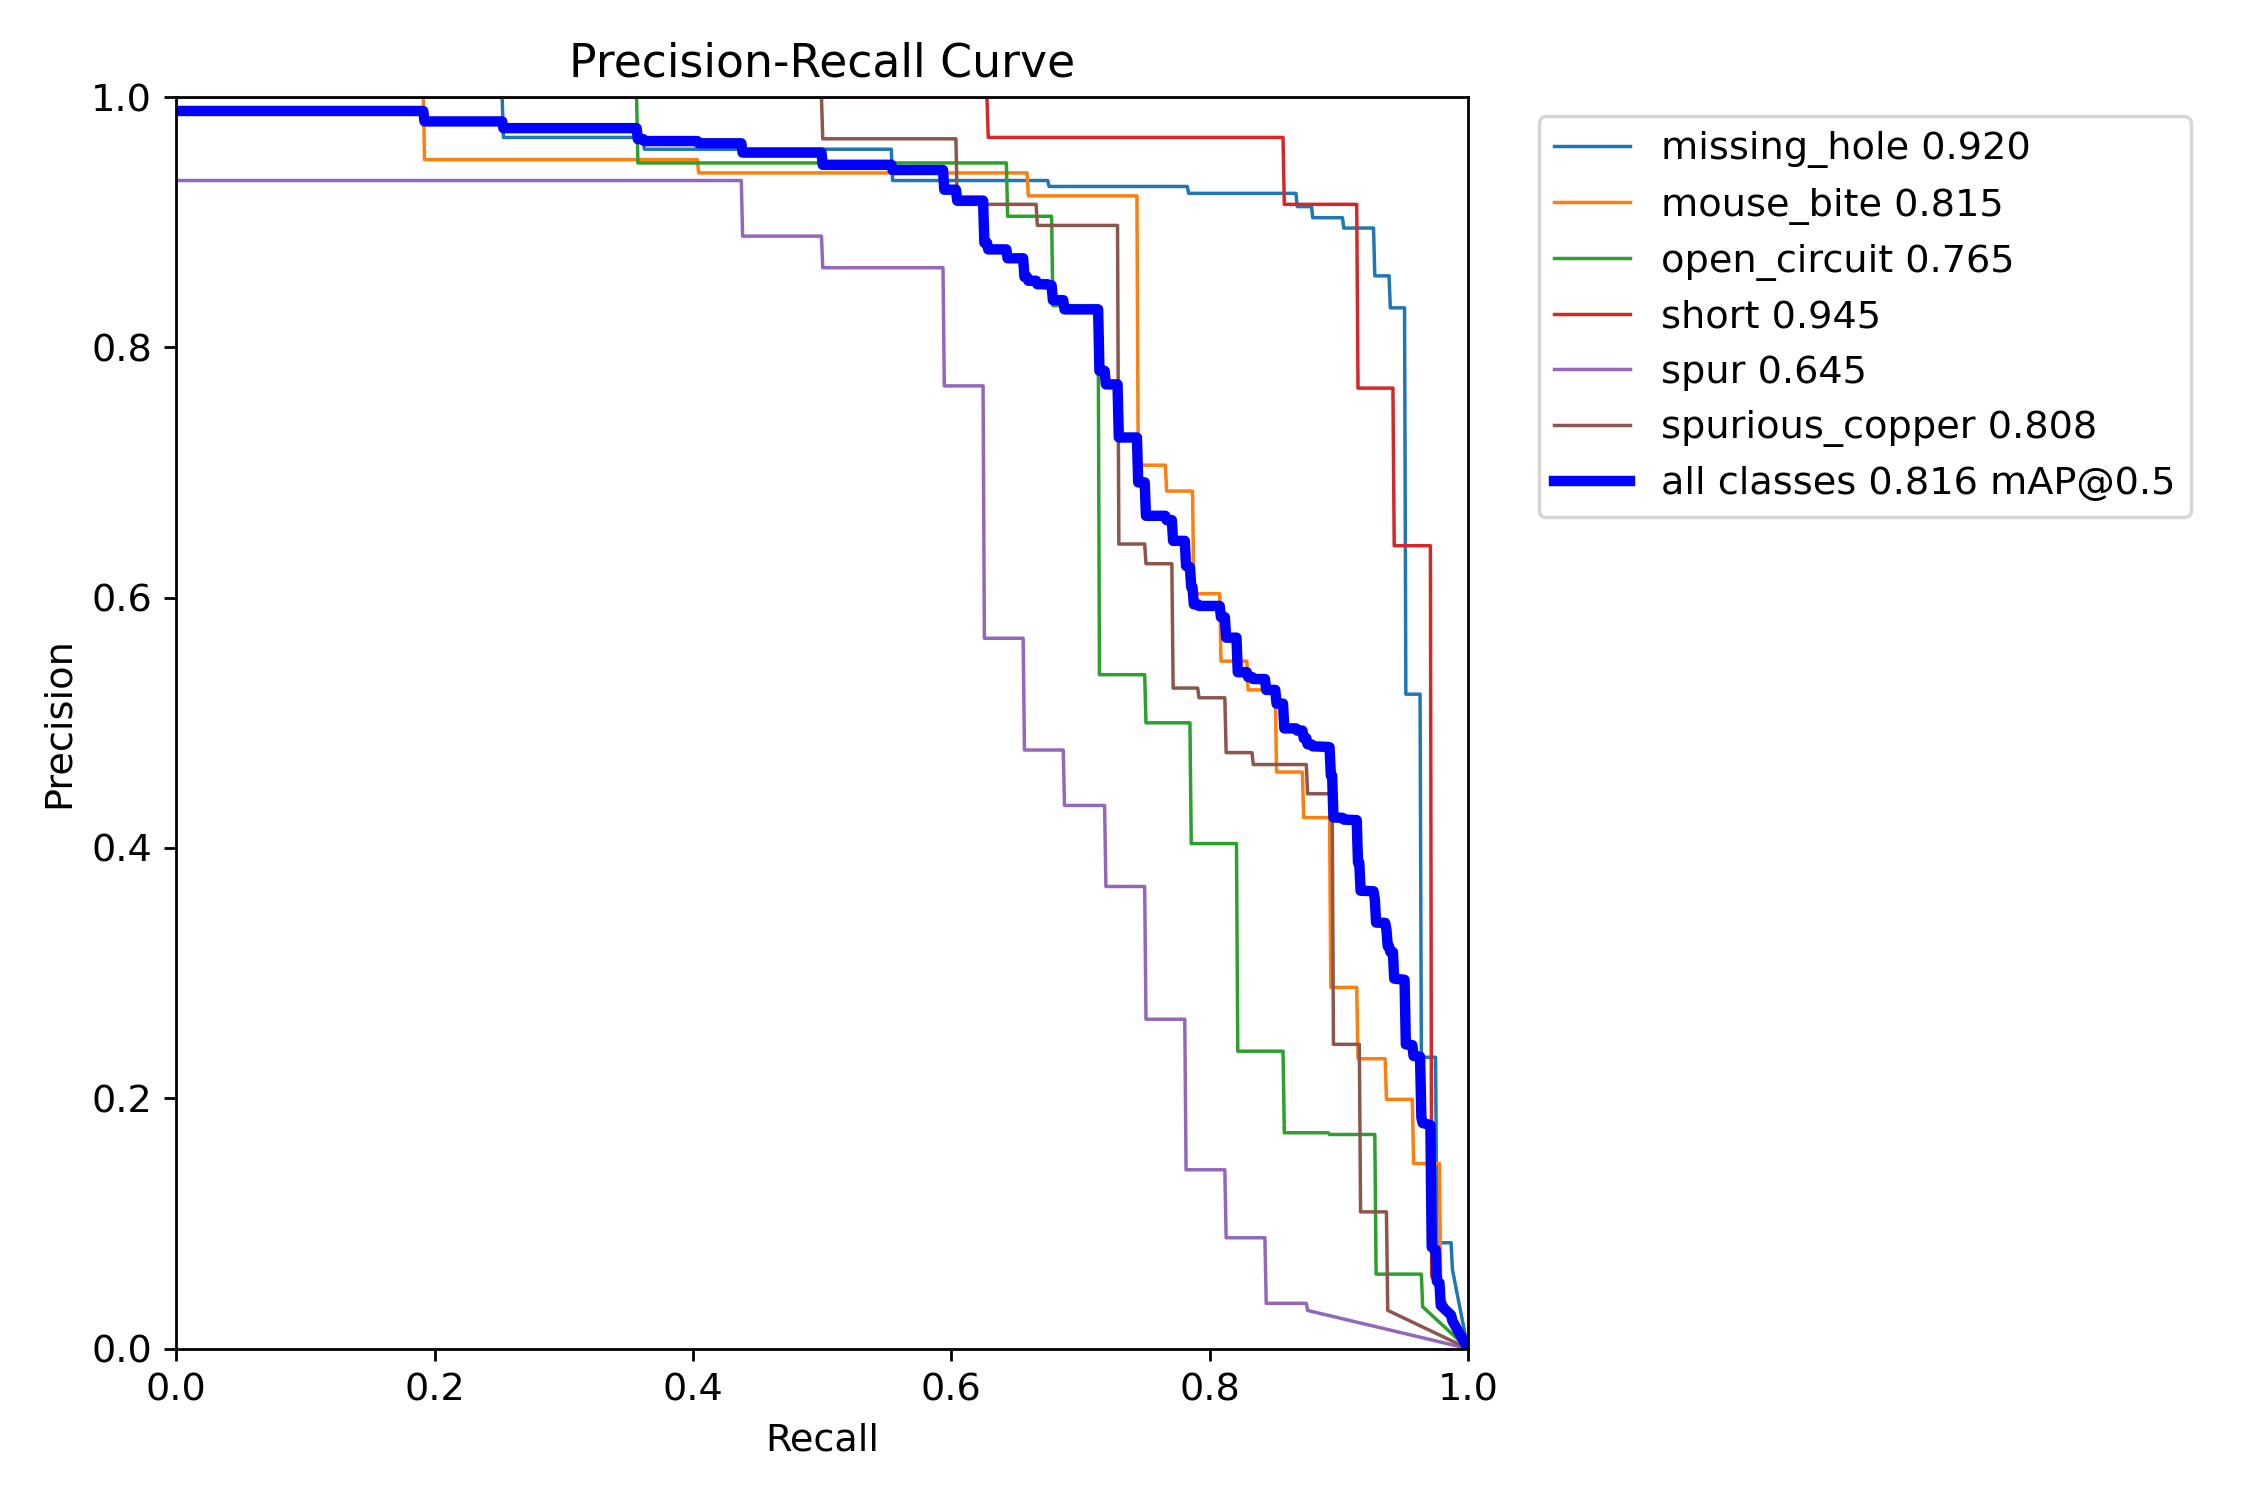 Precision-Recall Curve
1.0
0.8
0.6
0.4
0.2
0.0
Precision
0.0 0.2 0.4 0.6 0.8 1.0
Recall
missing_hole 0.920
mouse_bite 0.815
open_circuit 0.765
short 0.945
spur 0.645
spurious_copper 0.808
all classes 0.816 mAP@0.5